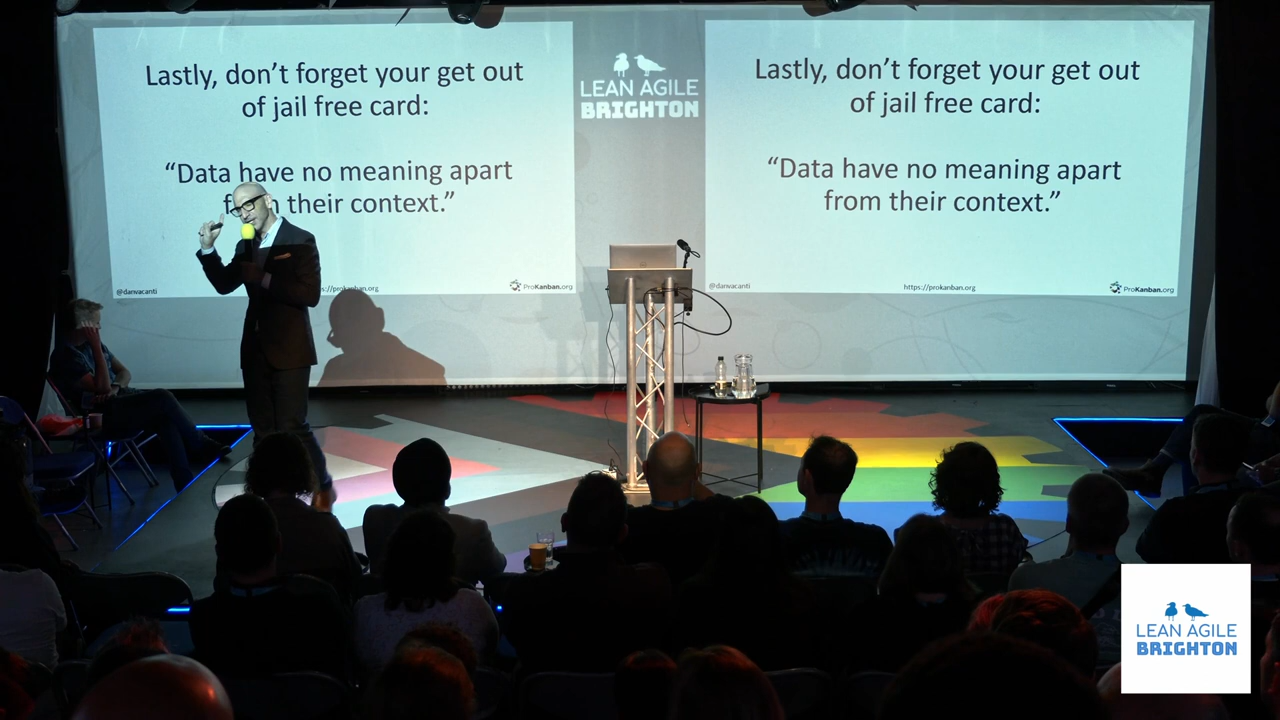 Lastly, don’t forget your get out
of jail free card:
“Data have no meaning apart
their context.”
@danvacanti
prokanban.org
ProKanban.org
LEAN AGILE
BRIGHTON
Lastly, don’t forget your get out
of jail free card:
“Data have no meaning apart
from their context.”
@danvacanti
https://prokanban.org
ProKanban.org
LEAN AGILE
BRIGHTON